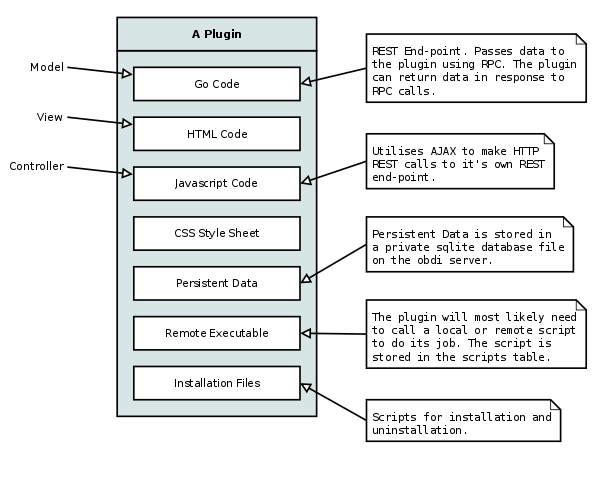 A Plugin
Model
Go Code
REST End-point. Passes data to
the plugin using RPC. The plugin
can return data in response to
RPC calls.
View
HTML Code
Controller
Javascript Code
Utilises AJAX to make HTTP
REST calls to it's own REST
end-point.
CSS Style Sheet
Persistent Data
Persistent Data is stored in
a private sqlite database file
on the obdi server.
Remote Executable
The plugin will most likely need
to call a local or remote script
to do its job. The script is
stored in the scripts table.
Installation Files
Scripts for installation and
uninstallation.